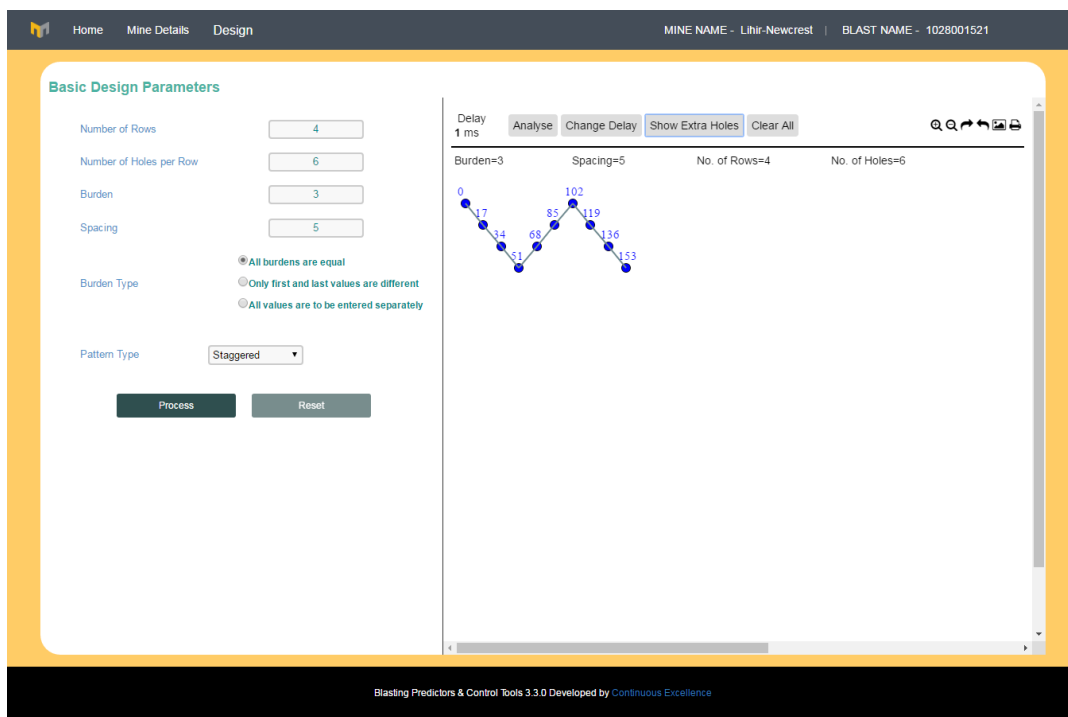 Home Mine Details Design MINE NAME - Lihir-Newcrest | BLAST NAME - 1028001521
Basic Design Parameters
Number of Rows 4
Number of Holes per Row 6
Burden 3
Spacing 5
Burden Type
All burdens are equal
Only first and last values are different
All values are to be entered separately
Pattern Type Staggered
Process Reset
Delay
1 ms
Analyse Change Delay Show Extra Holes Clear All
Burden=3 Spacing=5 No. of Rows=4 No. of Holes=6
0 102
17 85 119
34 68 136
51 153
Blasting Predictors & Control Tools 3.3.0 Developed by Continuous Excellence